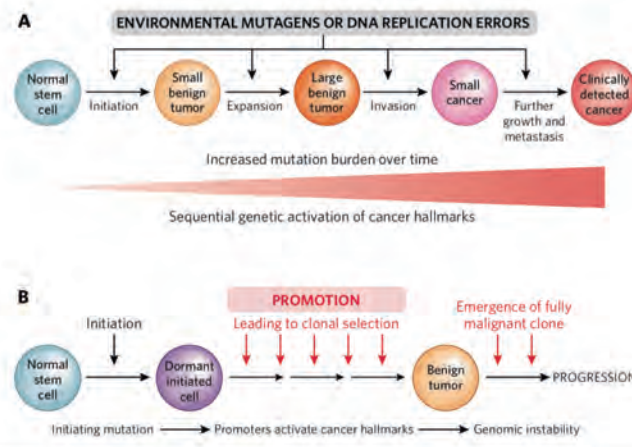 A
ENVIRONMENTAL MUTAGENS OR DNA REPLICATION ERRORS
Normal
stem
cell
Initiation
Small
benign
tumor
Expansion
Large
benign
tumor
Invasion
Small
cancer
Further
growth and
metastasis
Clinically
detected
cancer
Increased mutation burden over time
Sequential genetic activation of cancer hallmarks
B
PROMOTION
Initiation
Leading to clonal selection
Emergence of fully
malignant clone
Normal
stem
cell
Dormant
initiated
cell
Benign
tumor
PROGRESSION
Initiating mutation
Promoters activate cancer hallmarks
Genomic instability